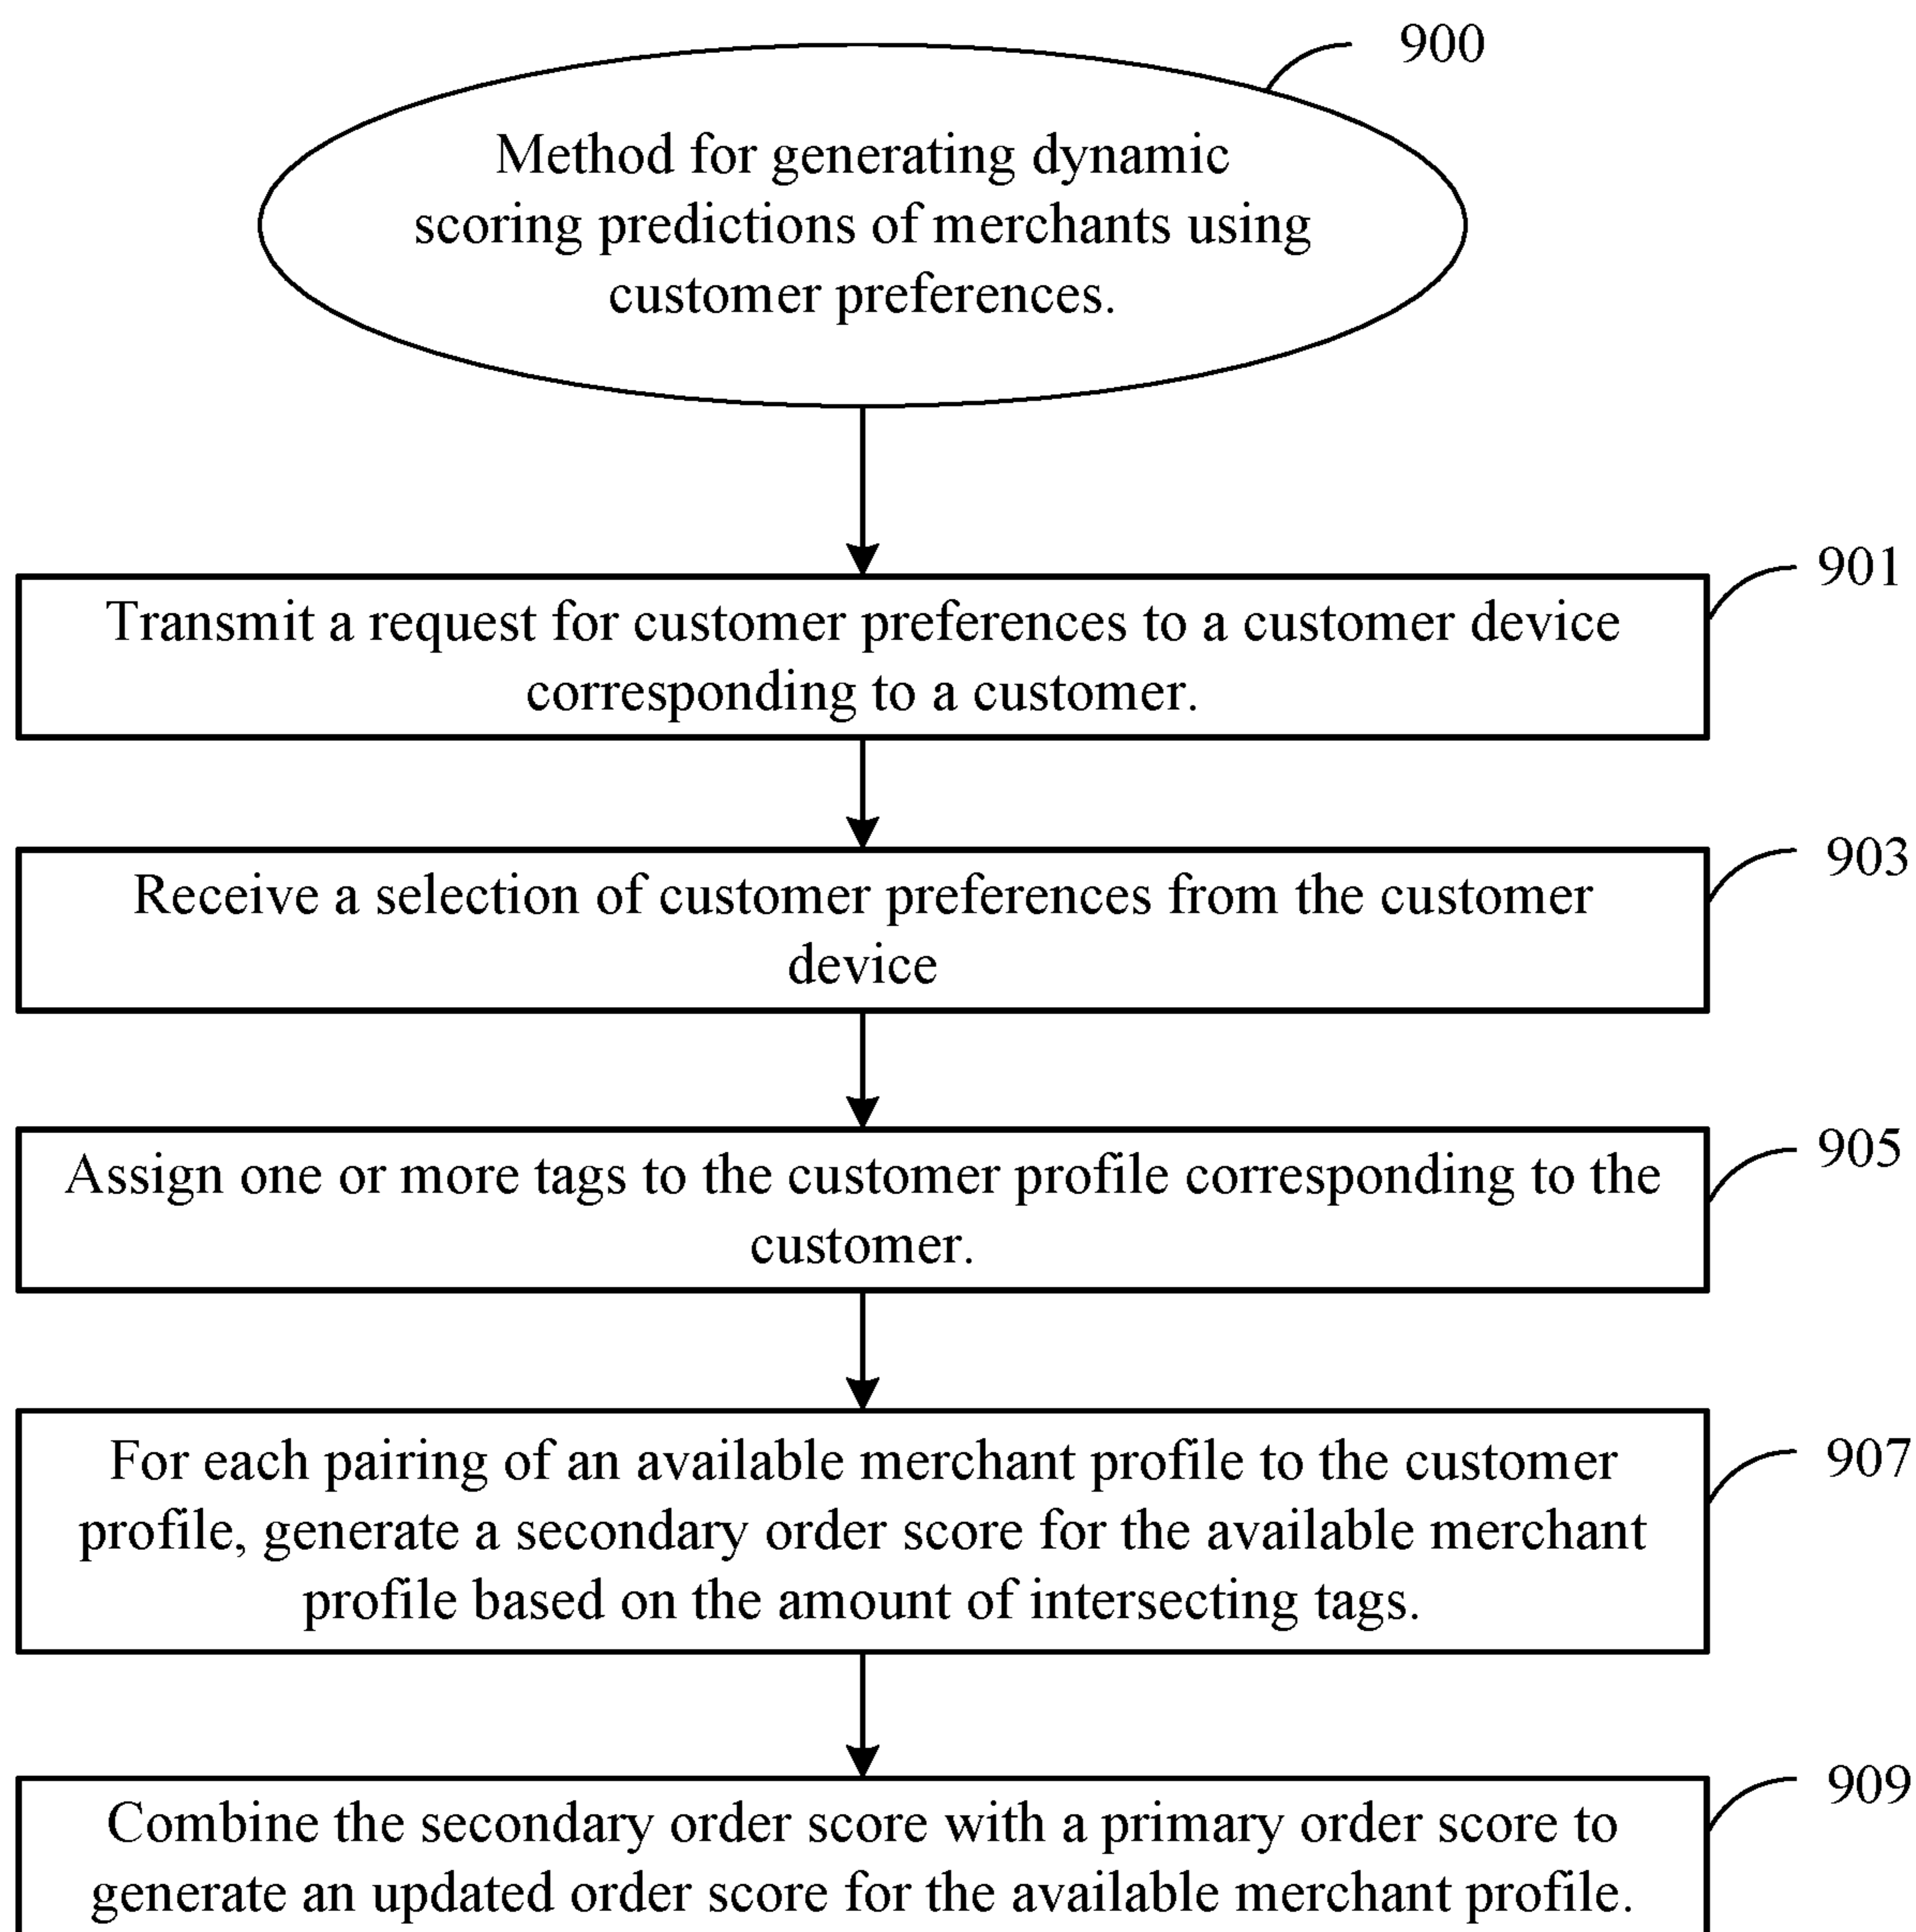 900
Method for generating dynamic
scoring predictions of merchants using
customer preferences.
901
Transmit a request for customer preferences to a customer device
corresponding to a customer.
903
Receive a selection of customer preferences from the customer
device
905
Assign one or more tags to the customer profile corresponding to the
customer.
907
For each pairing of an available merchant profile to the customer
profile, generate a secondary order score for the available merchant
profile based on the amount of intersecting tags.
909
Combine the secondary order score with a primary order score to
generate an updated order score for the available merchant profile.